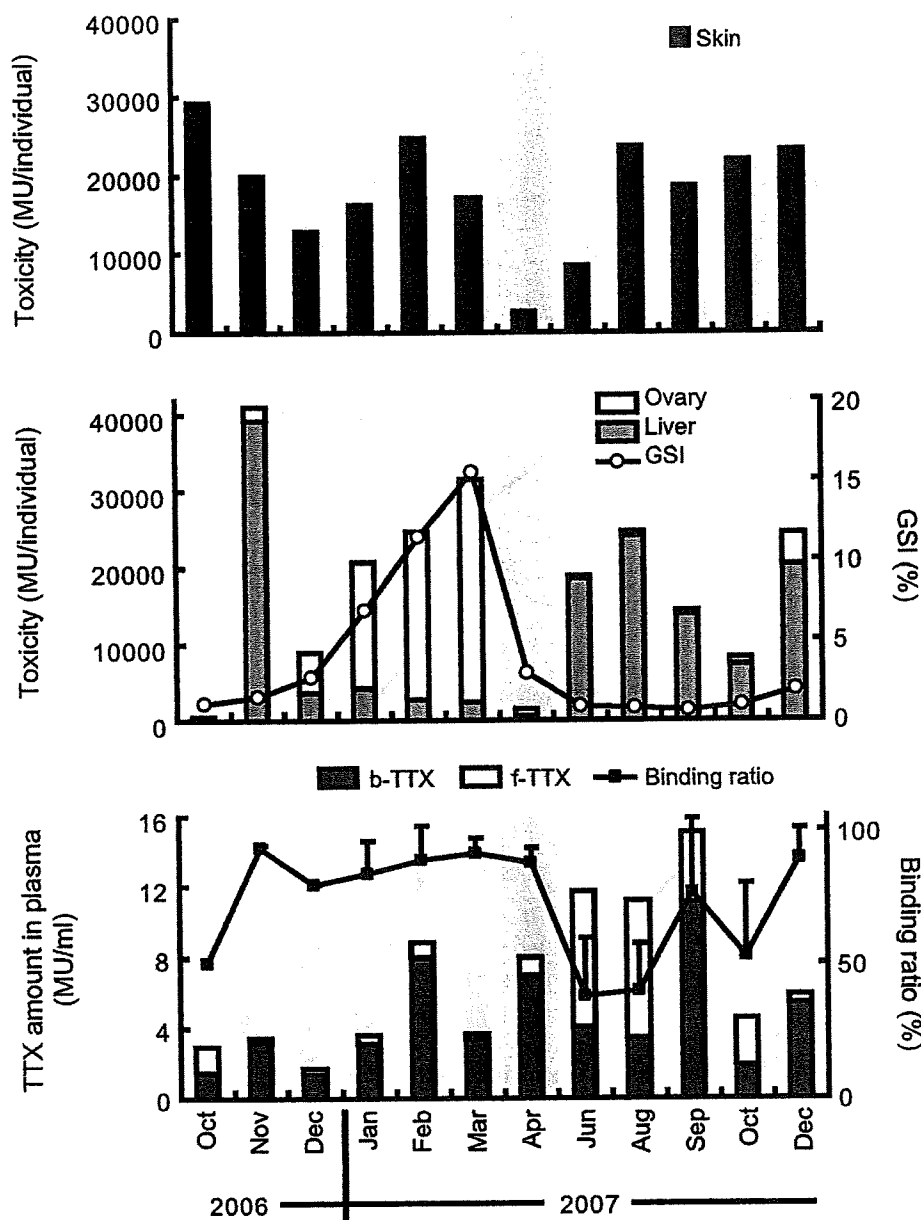 40000
30000
20000
10000
0
Toxicity (MU/individual)
Skin
40000
30000
20000
10000
0
Toxicity (MU/individual)
Ovary
Liver
GSI
20
15
10
5
0
GSI (%)
b-TTX f-TTX Binding ratio
16
12
8
4
0
TTX amount in plasma
(MU/ml)
100
50
0
Binding ratio (%)
Oct Nov Dec Jan Feb Mar Apr Jun Aug Sep Oct Dec
2006 2007